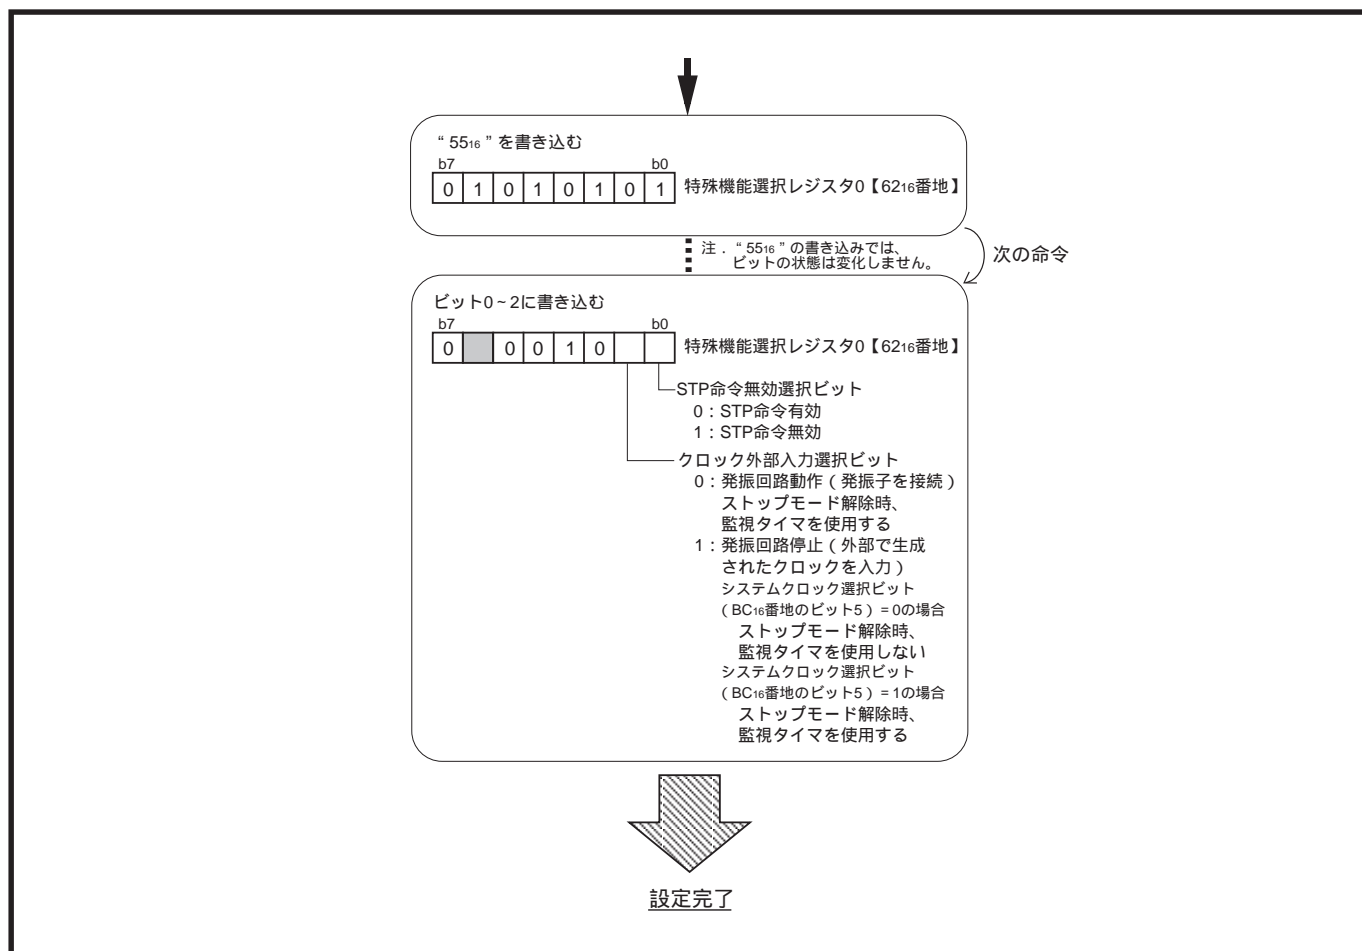 “ 5516 ” を書き込む
b7 b0
0 1 0 1 0 1 0 1 特殊機能選択レジスタ0【6216番地】
注．“ 5516 ” の書き込みでは、
ビットの状態は変化しません。
次の命令
ビット0 ~ 2に書き込む
b7 b0
0 0 0 1 0 特殊機能選択レジスタ0【6216番地】
STP命令無効選択ビット
0 : STP命令有効
1 : STP命令無効
クロック外部入力選択ビット
0 : 発振回路動作 ( 発振子を接続 )
ストップモード解除時、
監視タイマを使用する
1 : 発振回路停止 ( 外部で生成
されたクロックを入力 )
システムクロック選択ビット
( BC16番地のビット5 ) = 0の場合
ストップモード解除時、
監視タイマを使用しない
システムクロック選択ビット
( BC16番地のビット5 ) = 1の場合
ストップモード解除時、
監視タイマを使用する
設定完了